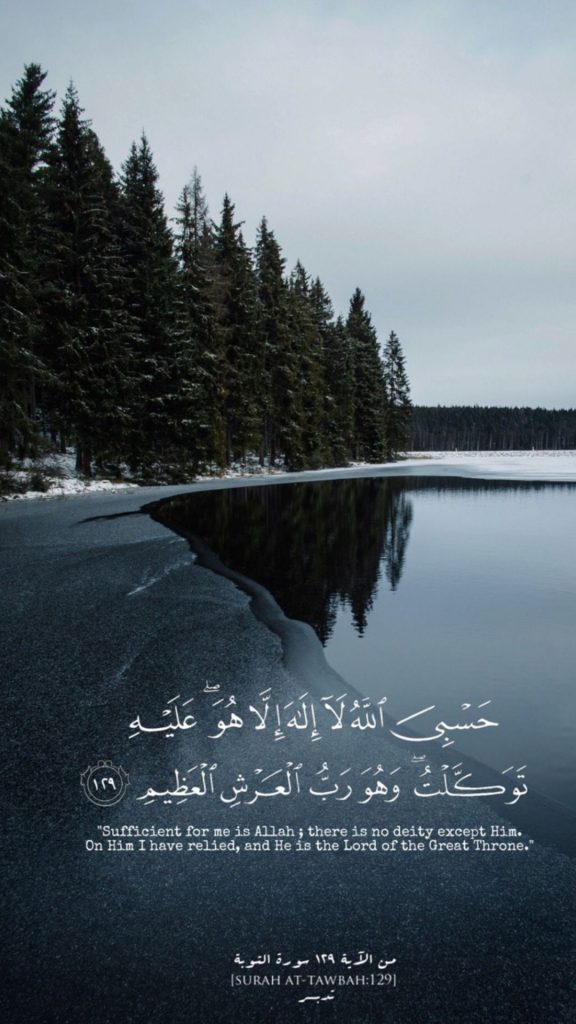 حَسْبِىَ ٱللَّهُ لَآ إِلَٰهَ إِلَّا هُوَ ۖ عَلَيْهِ
تَوَكَّلْتُ ۖ وَهُوَ رَبُّ ٱلْعَرْشِ ٱلْعَظِيمِ ١٢٩
"Sufficient for me is Allah ; there is no deity except Him.
On Him I have relied, and He is the Lord of the Great Throne."
من الآية ١٢٩ سورة التوبة
[SURAH AT-TAWBAH:129]